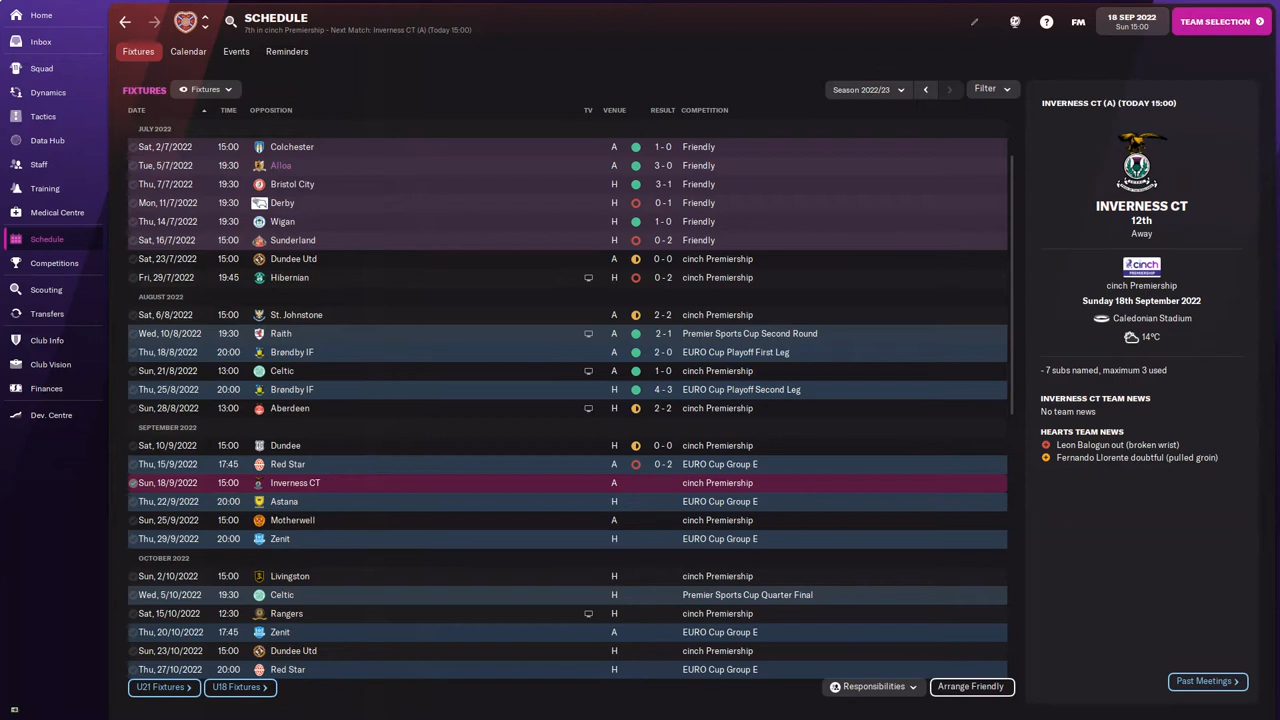 Home
Inbox
Squad
Dynamics
Tactics
Data Hub
Staff
Training
Medical Centre
Schedule
Competitions
Scouting
Transfers
Club Info
Club Vision
Finances
Dev. Centre
SCHEDULE
7th in cinch Premiership - Next Match: Inverness CT (A) (Today 15:00)
FM
18 SEP 2022
Sun 15:00
TEAM SELECTION
Fixtures Calendar Events Reminders
FIXTURES Fixtures
Season 2022/23
Filter
DATE TIME OPPOSITION TV VENUE RESULT COMPETITION
JULY 2022
Sat, 2/7/2022 15:00 Colchester A 1 - 0 Friendly
Tue, 5/7/2022 19:30 Alloa A 3 - 0 Friendly
Thu, 7/7/2022 19:30 Bristol City H 3 - 1 Friendly
Mon, 11/7/2022 19:30 Derby H 0 - 1 Friendly
Thu, 14/7/2022 19:30 Wigan H 1 - 0 Friendly
Sat, 16/7/2022 15:00 Sunderland H 0 - 2 Friendly
Sat, 23/7/2022 15:00 Dundee Utd A 0 - 0 cinch Premiership
Fri, 29/7/2022 19:45 Hibernian H 0 - 2 cinch Premiership
AUGUST 2022
Sat, 6/8/2022 15:00 St. Johnstone A 2 - 2 cinch Premiership
Wed, 10/8/2022 19:30 Raith A 2 - 1 Premier Sports Cup Second Round
Thu, 18/8/2022 20:00 Brøndby IF A 2 - 0 EURO Cup Playoff First Leg
Sun, 21/8/2022 13:00 Celtic A 1 - 0 cinch Premiership
Thu, 25/8/2022 20:00 Brøndby IF H 4 - 3 EURO Cup Playoff Second Leg
Sun, 28/8/2022 13:00 Aberdeen H 2 - 2 cinch Premiership
SEPTEMBER 2022
Sat, 10/9/2022 15:00 Dundee H 0 - 0 cinch Premiership
Thu, 15/9/2022 17:45 Red Star A 0 - 2 EURO Cup Group E
Sun, 18/9/2022 15:00 Inverness CT A cinch Premiership
Thu, 22/9/2022 20:00 Astana H EURO Cup Group E
Sun, 25/9/2022 15:00 Motherwell A cinch Premiership
Thu, 29/9/2022 20:00 Zenit H EURO Cup Group E
OCTOBER 2022
Sun, 2/10/2022 15:00 Livingston H cinch Premiership
Wed, 5/10/2022 19:30 Celtic H Premier Sports Cup Quarter Final
Sat, 15/10/2022 12:30 Rangers H cinch Premiership
Thu, 20/10/2022 17:45 Zenit A EURO Cup Group E
Sun, 23/10/2022 15:00 Dundee Utd H cinch Premiership
Thu, 27/10/2022 20:00 Red Star H EURO Cup Group E
U21 Fixtures > U18 Fixtures > Responsibilities Arrange Friendly
INVERNESS CT (A) (TODAY 15:00)
INVERNESS CT
12th
Away
cinch
PREMIERSHIP
cinch Premiership
Sunday 18th September 2022
Caledonian Stadium
14°C
- 7 subs named, maximum 3 used
INVERNESS CT TEAM NEWS
No team news
HEARTS TEAM NEWS
Leon Balogun out (broken wrist)
Fernando Llorente doubtful (pulled groin)
Past Meetings >